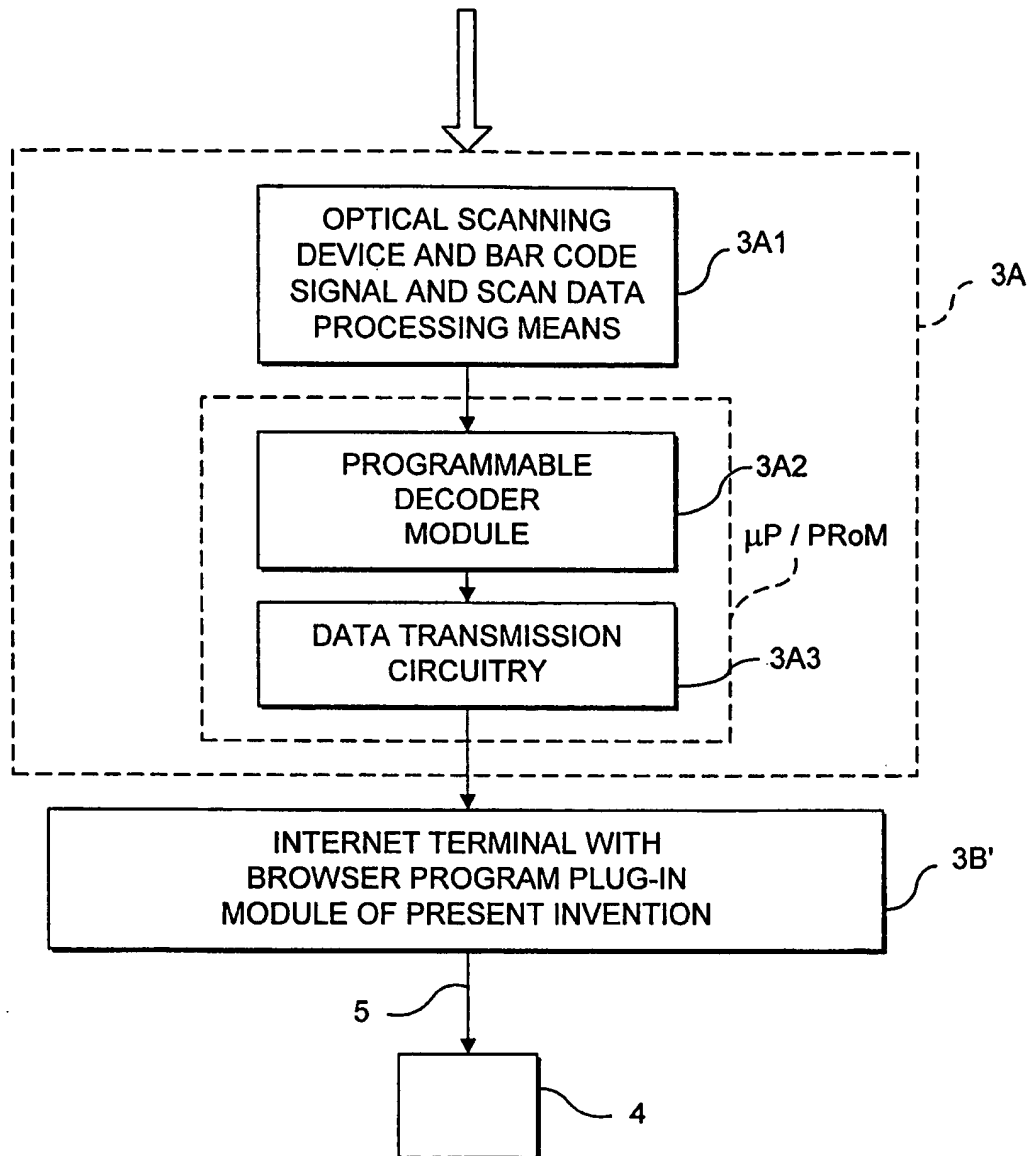 OPTICAL SCANNING
DEVICE AND BAR CODE
SIGNAL AND SCAN DATA
PROCESSING MEANS
3A1
3A
PROGRAMMABLE
DECODER
MODULE
3A2
µP / PRoM
DATA TRANSMISSION
CIRCUITRY
3A3
INTERNET TERMINAL WITH
BROWSER PROGRAM PLUG-IN
MODULE OF PRESENT INVENTION
3B'
5
4